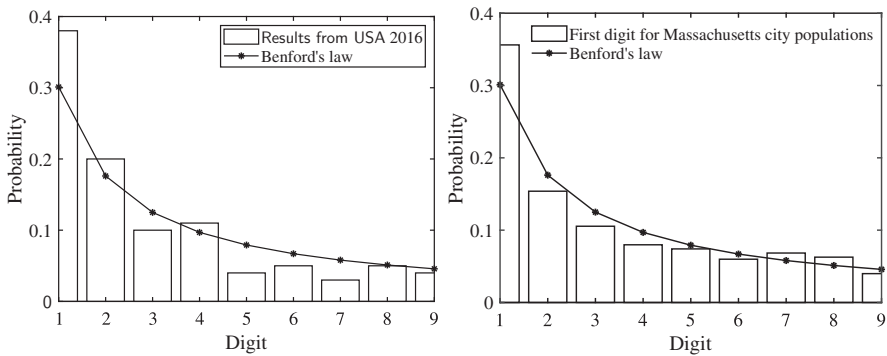 0.4
0.3
0.2
0.1
0
Probability
1 2 3 4 5 6 7 8 9
Digit
Results from USA 2016
Benford's law
0.4
0.3
0.2
0.1
0
Probability
1 2 3 4 5 6 7 8 9
Digit
First digit for Massachusetts city populations
Benford's law